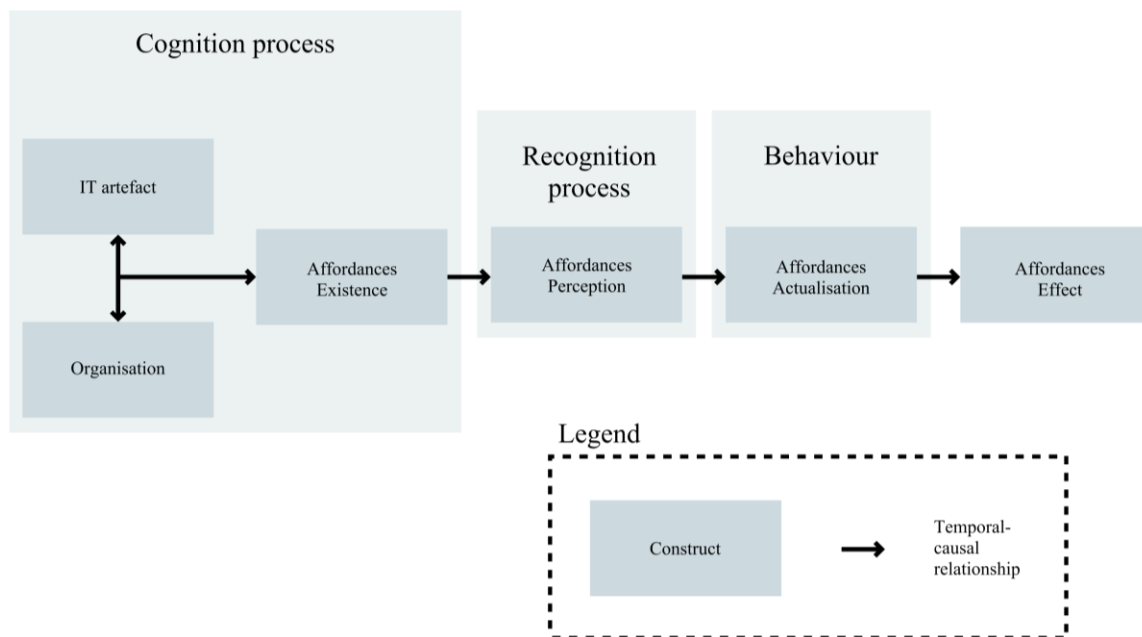 Cognition process
IT artefact
Organisation
Affordances
Existence
Recognition
process
Affordances
Perception
Behaviour
Affordances
Actualisation
Affordances
Effect
Legend
Construct
Temporal-
causal
relationship